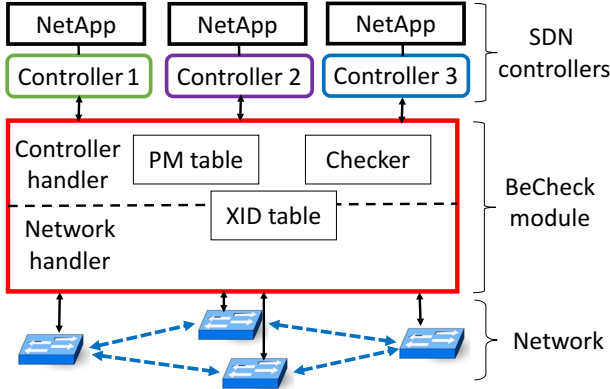 NetApp
NetApp
NetApp
SDN
controllers
Controller 1
Controller 2
Controller 3
Controller
handler
PM table
Checker
BeCheck
module
XID table
Network
handler
Network